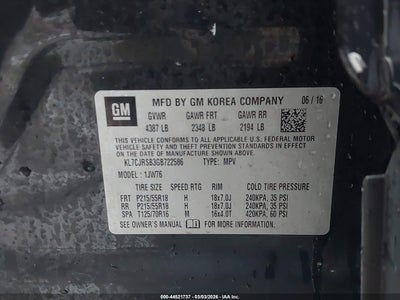 GM
MFD BY GM KOREA COMPANY 06 / 16
GVWR GAWR FRT GAWR RR
4387 LB 2348 LB 2194 LB
THIS VEHICLE CONFORMS TO ALL APPLICABLE U.S. FEDERAL MOTOR
VEHICLE SAFETY, BUMPER, AND THEFT PREVENTION STANDARDS
IN EFFECT ON THE DATE OF MANUFACTURE SHOWN ABOVE.
KL7CJRSB3GB722586 TYPE: MPV
MODEL : 1JW76
TIRE SIZE SPEED RTG RIM COLD TIRE PRESSURE
FRT P215/55R18 H 18x7.0J 240KPA, 35 PSI
RR P215/55R18 H 18x7.0J 240KPA, 35 PSI
SPA T125/70R16 M 16x4.0T 420KPA, 60 PSI
SEE OWNER'S MANUAL FOR ADDITIONAL INFORMATION.
000 - 44521737 - 03/03/2026 - IAA HOLDINGS, LLC